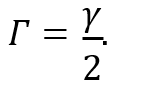 Γ = γ/2.